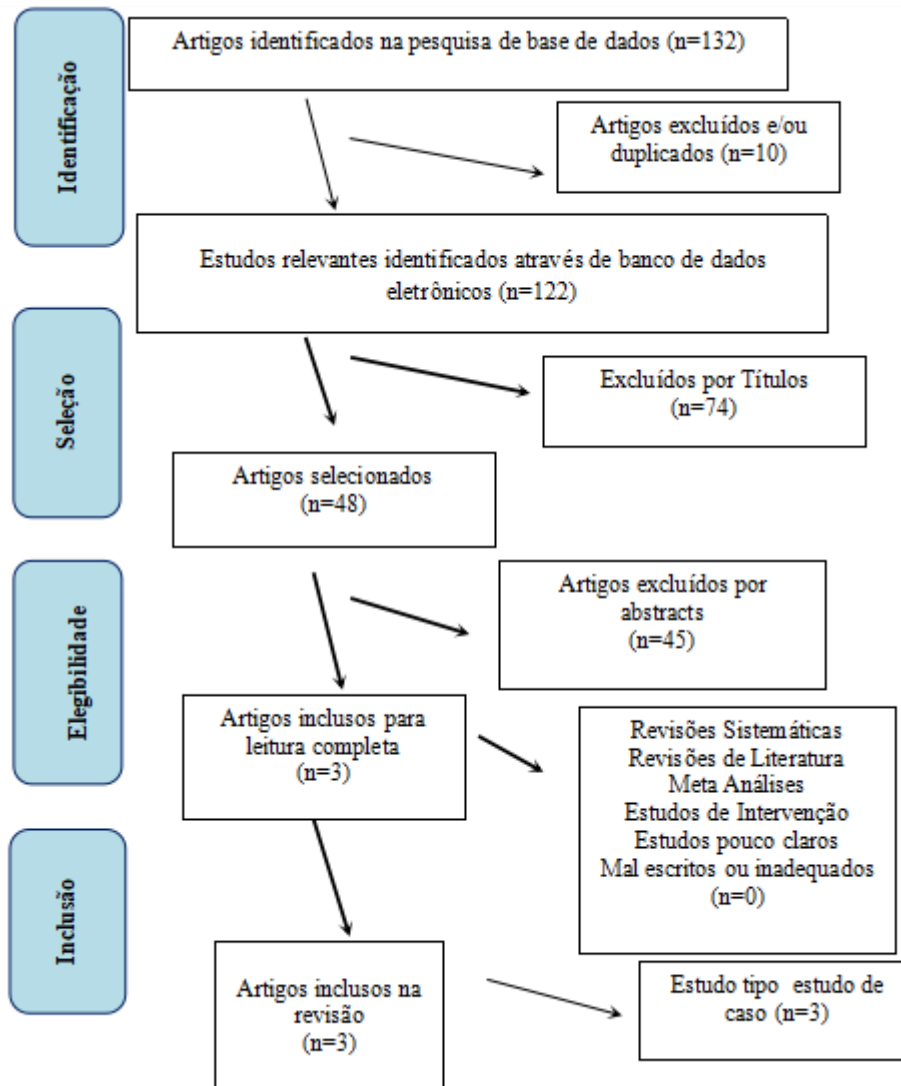 Identificação
Artigos identificados na pesquisa de base de dados (n=132)
Artigos excluídos e/ou
duplicados (n=10)
Estudos relevantes identificados através de banco de dados
eletrônicos (n=122)
Seleção
Excluídos por Títulos
(n=74)
Artigos selecionados
(n=48)
Elegibilidade
Artigos excluídos por
abstracts
(n=45)
Artigos inclusos para
leitura completa
(n=3)
Revisões Sistemáticas
Revisões de Literatura
Meta Análises
Estudos de Intervenção
Estudos pouco claros
Mal escritos ou inadequados
(n=0)
Inclusão
Artigos inclusos na
revisão
(n=3)
Estudo tipo estudo de
caso (n=3)